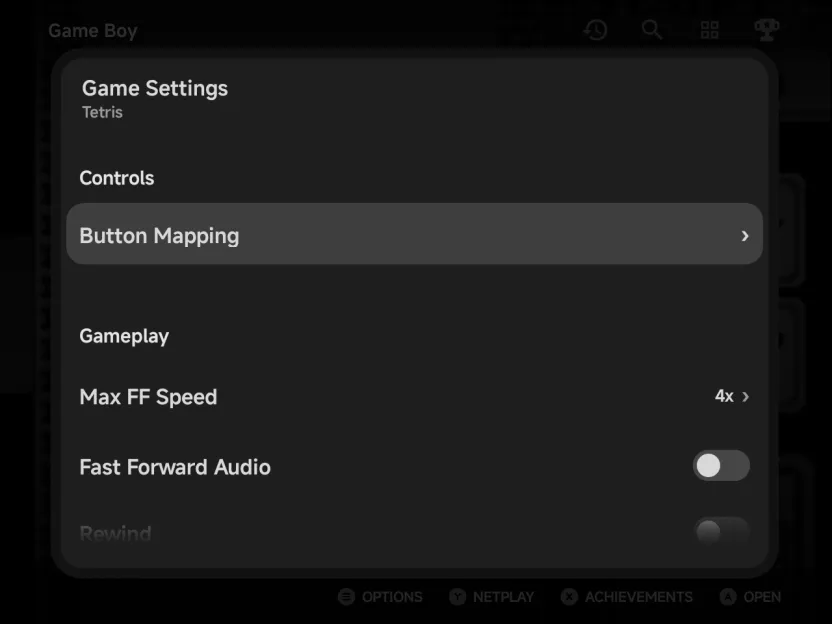 Game Boy
Game Settings
Tetris
Controls
Button Mapping
Gameplay
Max FF Speed 4x
Fast Forward Audio
Rewind
OPTIONS Y NETPLAY X ACHIEVEMENTS A OPEN